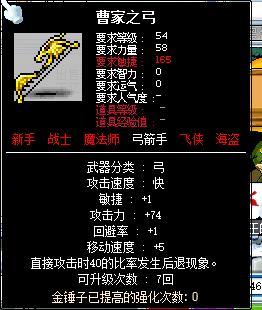 曹家之弓
要求等级: 54
要求力量: 58
要求敏捷: 165
要求智力: 0
要求运气: 0
要求人气度: -
道具等级: -
道具经验值: -
新手 战士 魔法师 弓箭手 飞侠 海盗
武器分类: 弓
攻击速度: 快
敏捷: +1
攻击力: +74
回避率: +1
移动速度: +5
直接攻击时40的比率发生后退现象。
可升级次数: 7回
金锤子已提高的强化次数: 0